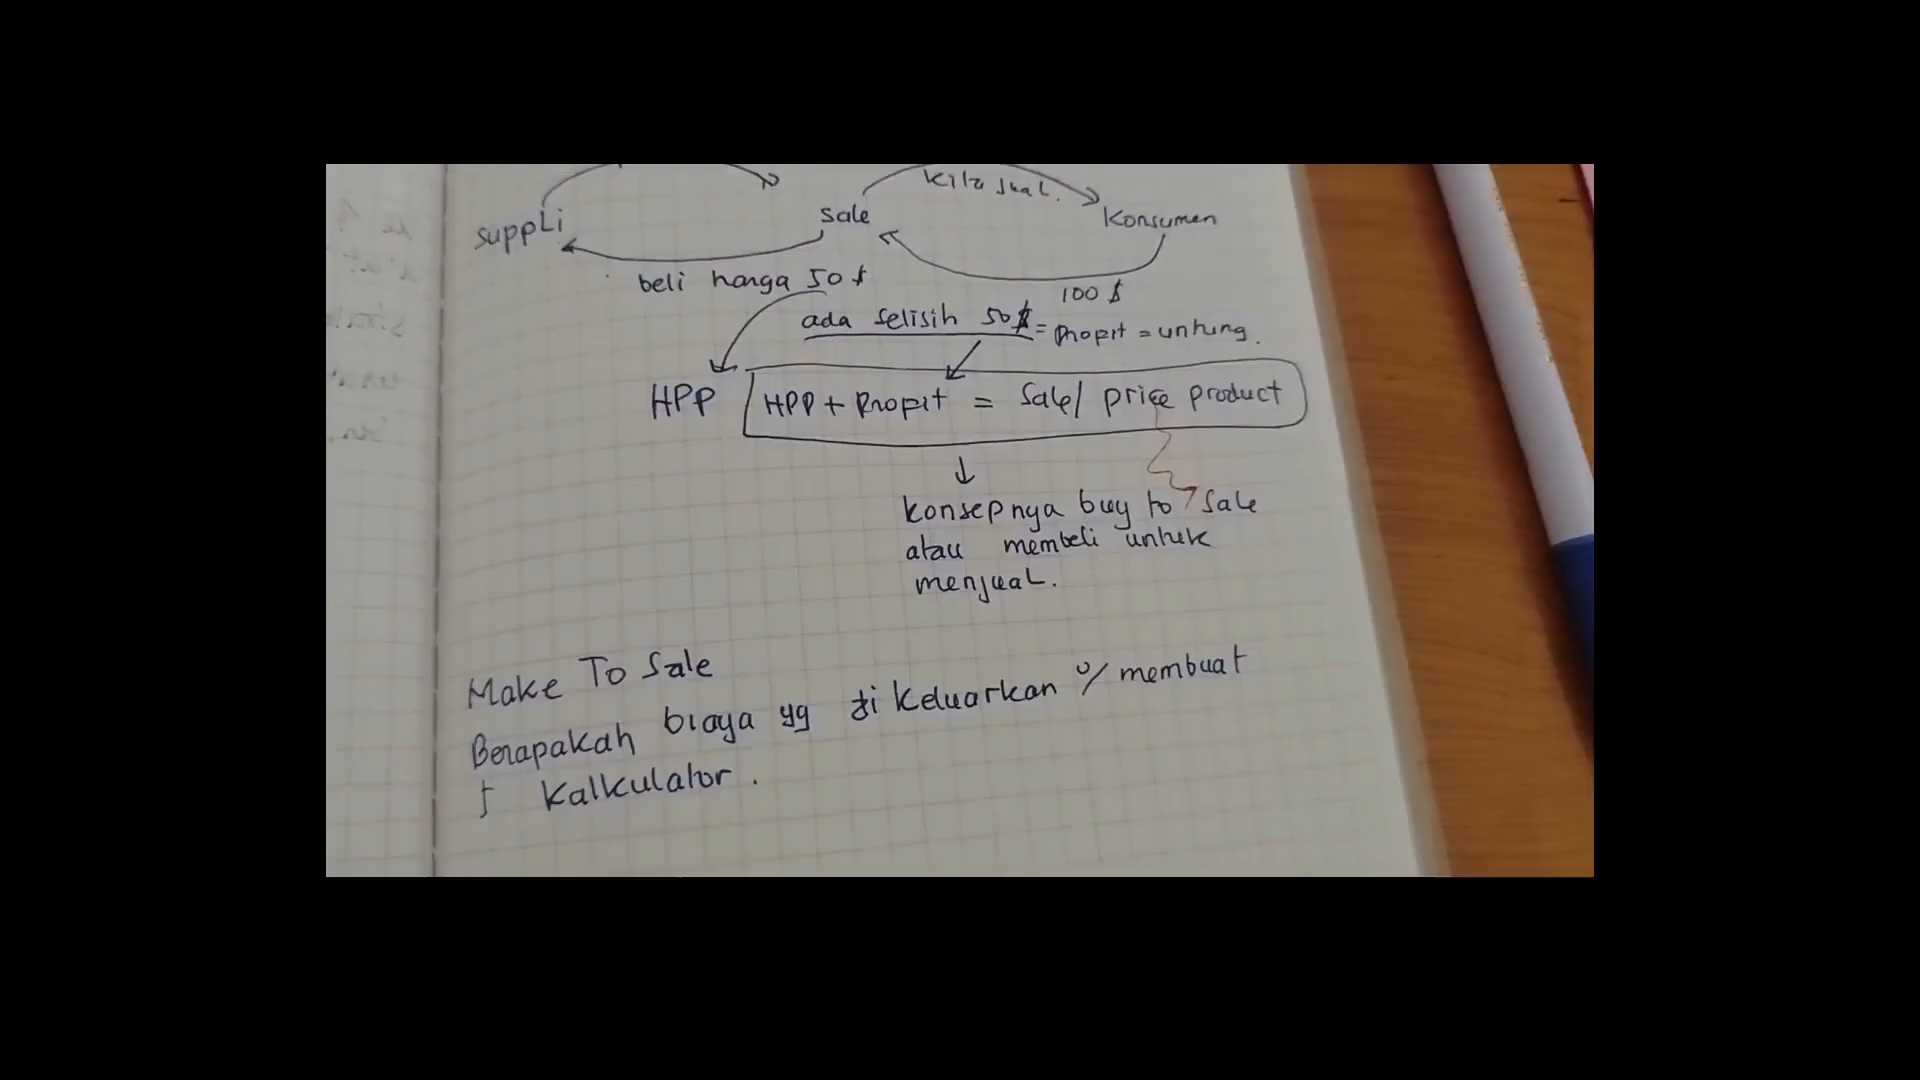 kita jual.
suppLi
sale
Konsumen
beli harga 50 $
100 $
ada selisih 50$ = propit = untung.
HPP
HPP + Propit = Sale/ price product
konsepnya buy to sale
atau membeli untuk
menjual.
Make To Sale
Berapakah biaya yg di keluarkan u/ membuat
Kalkulator.